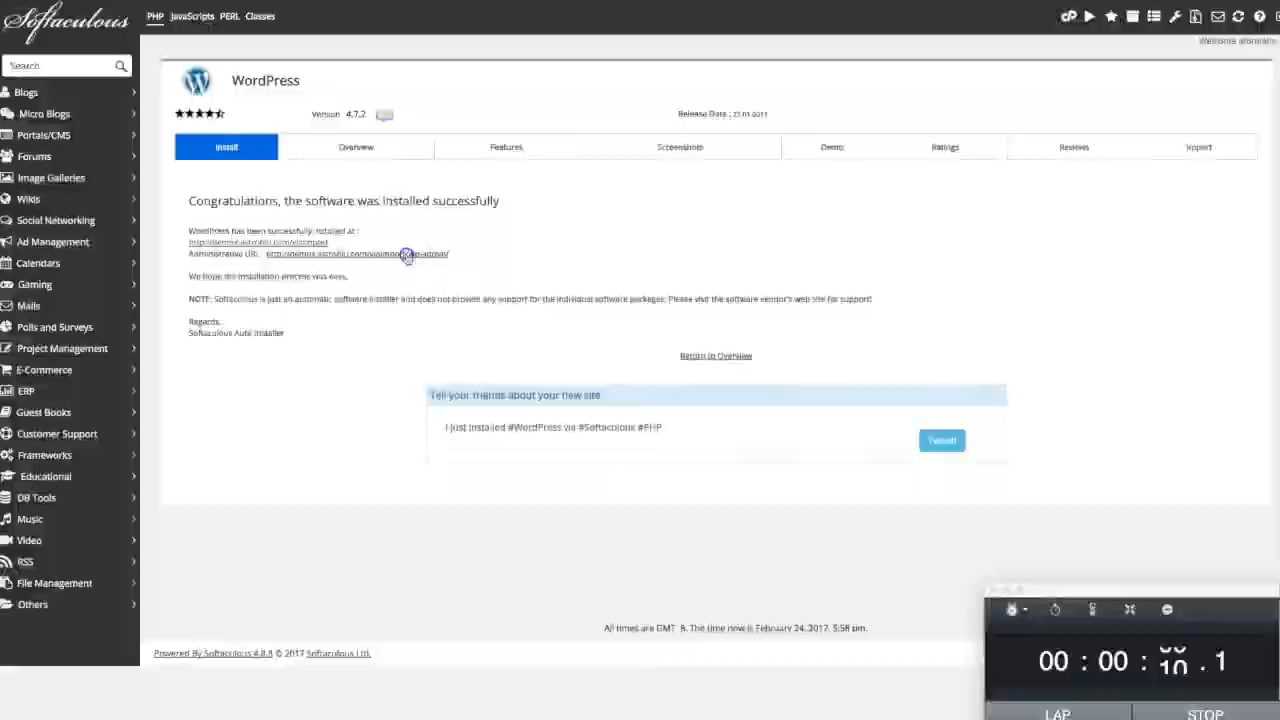 Softaculous
PHP JavaScripts PERL Classes
Search
Welcome
Blogs
Micro Blogs
Portals/CMS
Forums
Image Galleries
Wikis
Social Networking
Ad Management
Calendars
Gaming
Mails
Polls and Surveys
Project Management
E-Commerce
ERP
Guest Books
Customer Support
Frameworks
Educational
DB Tools
Music
Video
RSS
File Management
Others
WordPress
Version 4.7.2 Release Date :
Install Overview Features Screenshots Demo Ratings Reviews Import
Congratulations, the software was installed successfully
WordPress has been successfully installed at :
Administrative URL :
We hope the installation process was easy.
NOTE: Softaculous is just an automatic software installer and does not provide any support for the individual software packages. Please visit the software vendor's web site for support!
Regards,
Softaculous Auto Installer
Return to Overview
Tell your friends about your new site
I just installed #WordPress via #Softaculous #PHP
Tweet!
All times are GMT -8. The time now is February 24, 2017, 5:58 pm.
Powered By Softaculous 4.8.8 © 2017 Softaculous Ltd.
00 : 00 : .1
LAP STOP